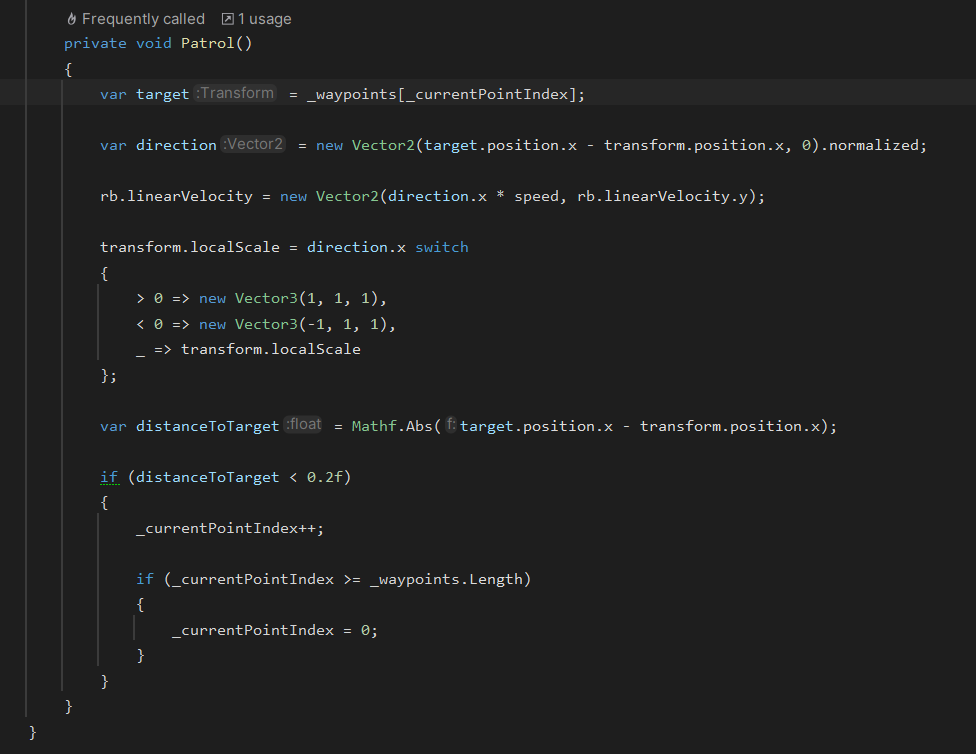 Frequently called 1 usage
private void Patrol()
{
var target :Transform = _waypoints[_currentPointIndex];
var direction :Vector2 = new Vector2(target.position.x - transform.position.x, 0).normalized;
rb.linearVelocity = new Vector2(direction.x * speed, rb.linearVelocity.y);
transform.localScale = direction.x switch
{
> 0 => new Vector3(1, 1, 1),
< 0 => new Vector3(-1, 1, 1),
_ => transform.localScale
};
var distanceToTarget :float = Mathf.Abs( f: target.position.x - transform.position.x);
if (distanceToTarget < 0.2f)
{
_currentPointIndex++;
if (_currentPointIndex >= _waypoints.Length)
{
_currentPointIndex = 0;
}
}
}
}